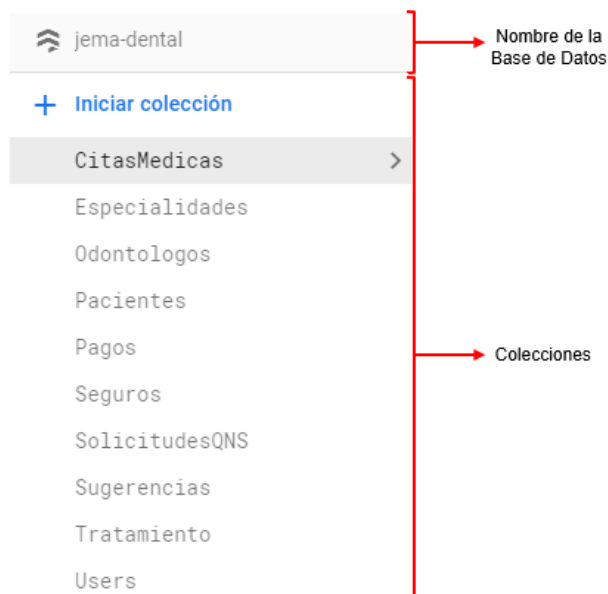 jema-dental
Nombre de la
Base de Datos
Iniciar colección
CitasMedicas
Especialidades
Odontologos
Pacientes
Pagos
Colecciones
Seguros
SolicitudesQNS
Sugerencias
Tratamiento
Users